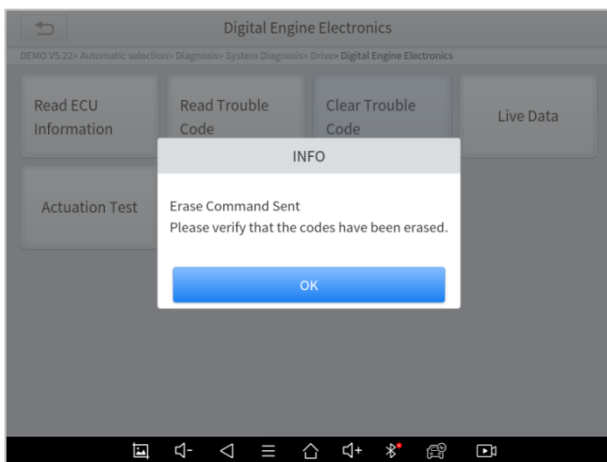 Digital Engine Electronics
DEMO V5.22> Automatic selection> Diagnosis> System Diagnosis> Drive> Digital Engine Electronics
Read ECU
Information
Read Trouble
Code
Clear Trouble
Code
Live Data
Actuation Test
INFO
Erase Command Sent
Please verify that the codes have been erased.
OK